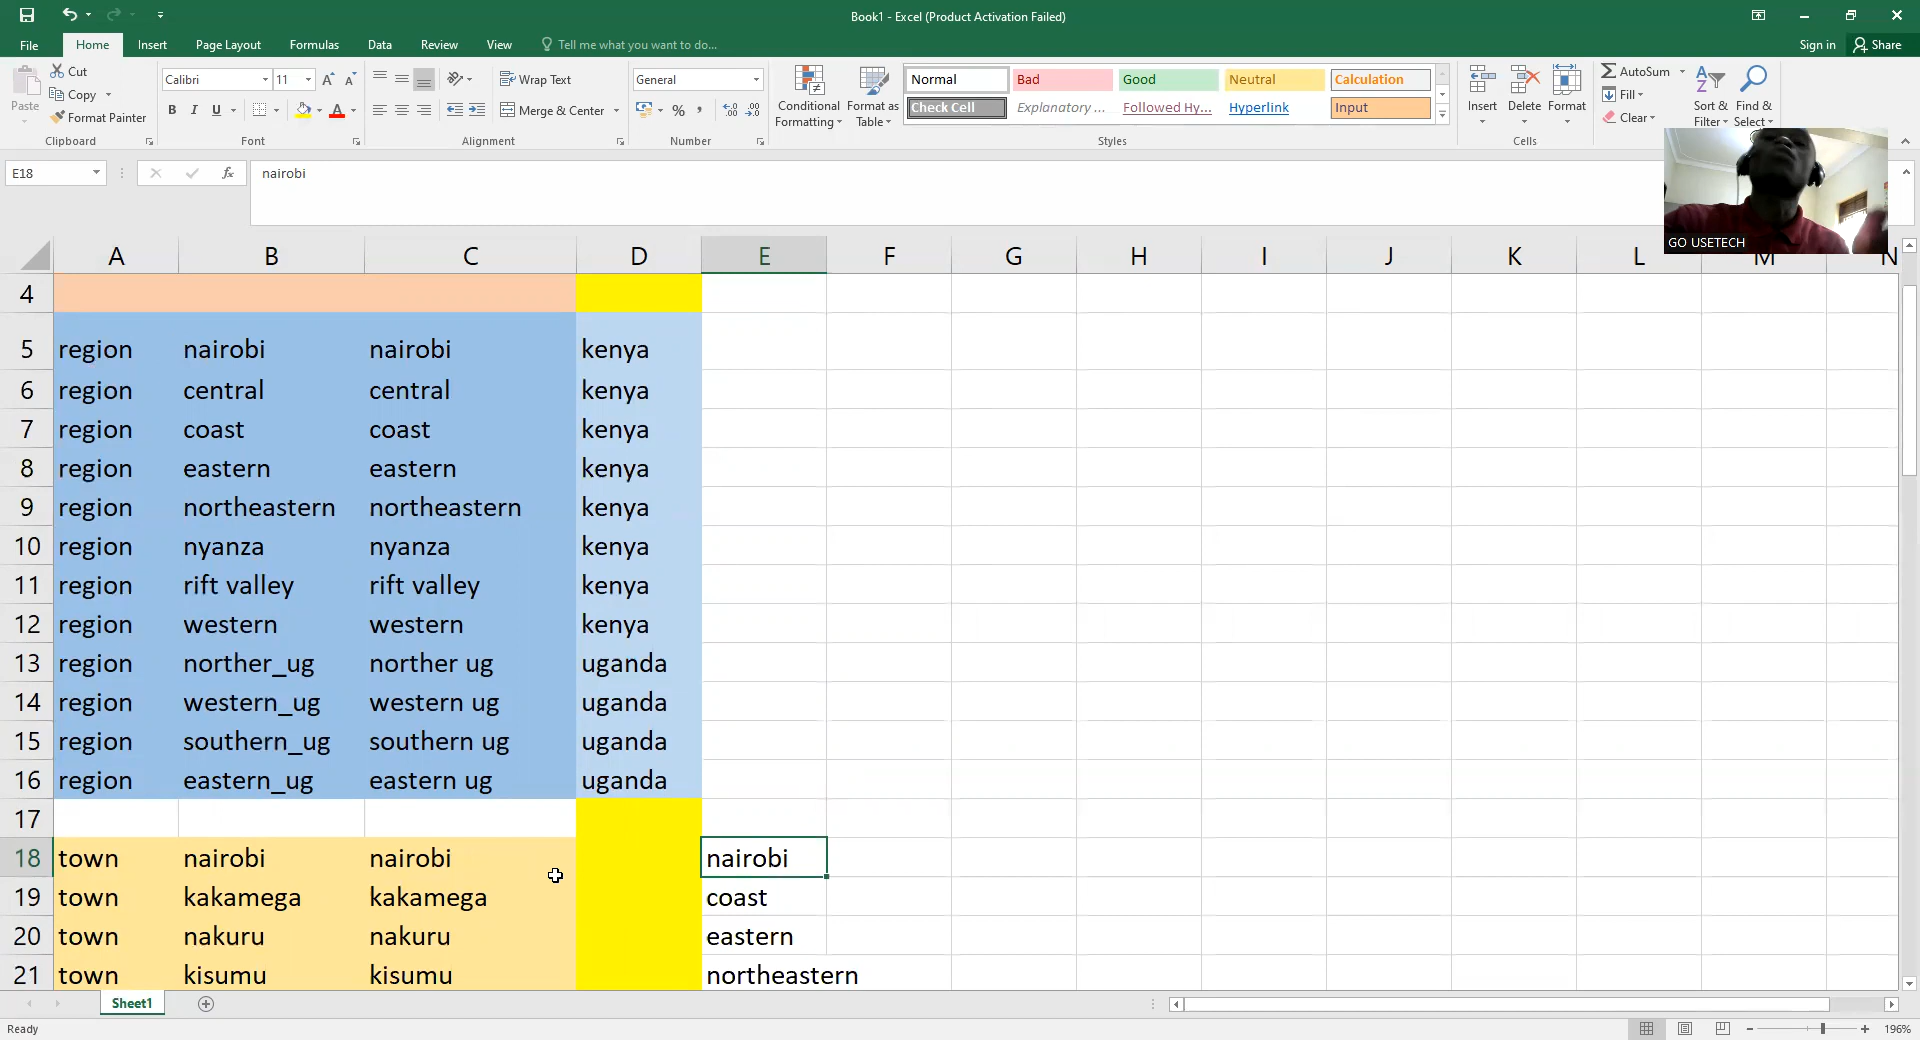 Book1 - Excel (Product Activation Failed)
File Home Insert Page Layout Formulas Data Review View Tell me what you want to do... Sign in Share
Paste
Cut
Copy
Format Painter
Clipboard
Calibri 11
B I U
Font
Wrap Text
Merge & Center
Alignment
General
Number
Conditional Formatting
Format as Table
Normal Bad Good Neutral Calculation
Check Cell Explanatory ... Followed Hy... Hyperlink Input
Styles
Insert Delete Format
Cells
AutoSum
Fill
Clear
Sort & Filter
Find & Select
GO USETECH
E18 fx nairobi
A B C D E F G H I J K L M N
4
5 region nairobi nairobi kenya
6 region central central kenya
7 region coast coast kenya
8 region eastern eastern kenya
9 region northeastern northeastern kenya
10 region nyanza nyanza kenya
11 region rift valley rift valley kenya
12 region western western kenya
13 region norther_ug norther ug uganda
14 region western_ug western ug uganda
15 region southern_ug southern ug uganda
16 region eastern_ug eastern ug uganda
17
18 town nairobi nairobi nairobi
19 town kakamega kakamega coast
20 town nakuru nakuru eastern
21 town kisumu kisumu northeastern
Sheet1
Ready 196%